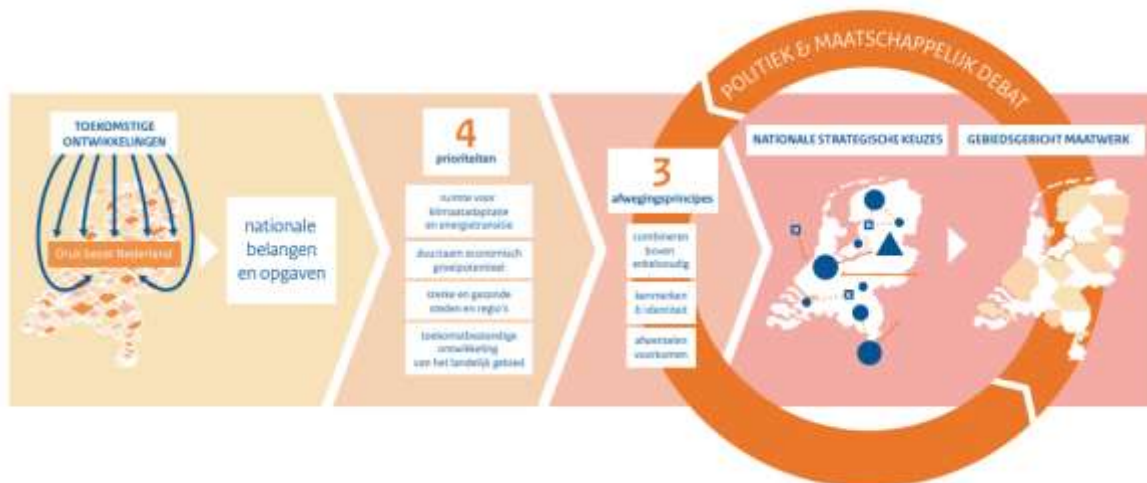 POLITIEK & MAATSCHAPPELIJK DEBAT
TOEKOMSTIGE
ONTWIKKELINGEN
Druk bezet Nederland
nationale
belangen
en opgaven
4
prioriteiten
ruimte voor
klimaatadaptatie
en energietransitie
duurzaam economisch
groeipotentieel
sterke en gezonde
steden en regio's
toekomstbestendige
ontwikkeling
van het landelijk gebied
3
afwegingsprincipes
combineren
boven
enkelvoudig
kenmerken
& identiteit
afwentelen
voorkomen
NATIONALE STRATEGISCHE KEUZES
GEBIEDSGERICHT MAATWERK